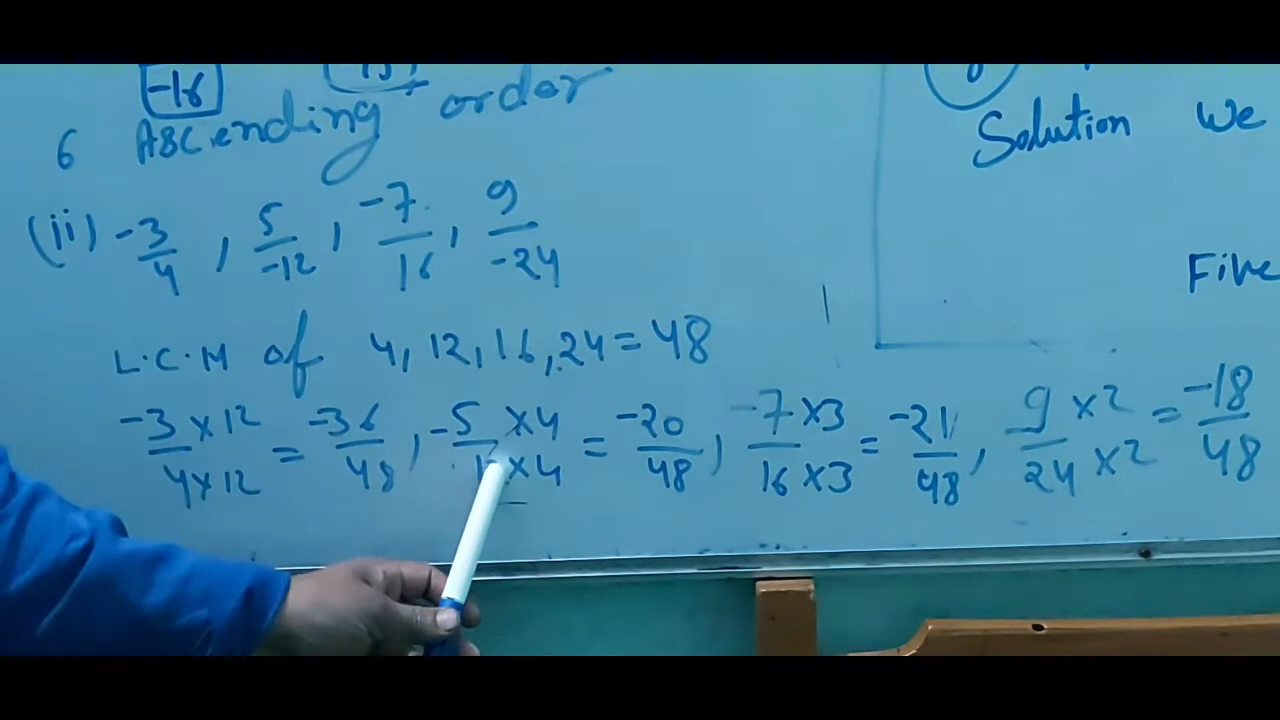 -16
6 Ascending order
(ii) -3/4 , 5/-12 , -7/16 , 9/-24
L.C.M of 4, 12, 16, 24 = 48
-3×12/4×12 = -36/48 , -5×4/1 ×4 = -20/48 , -7×3/16×3 = -21/48 , 9×2/24×2 = -18/48
Solution We
Five